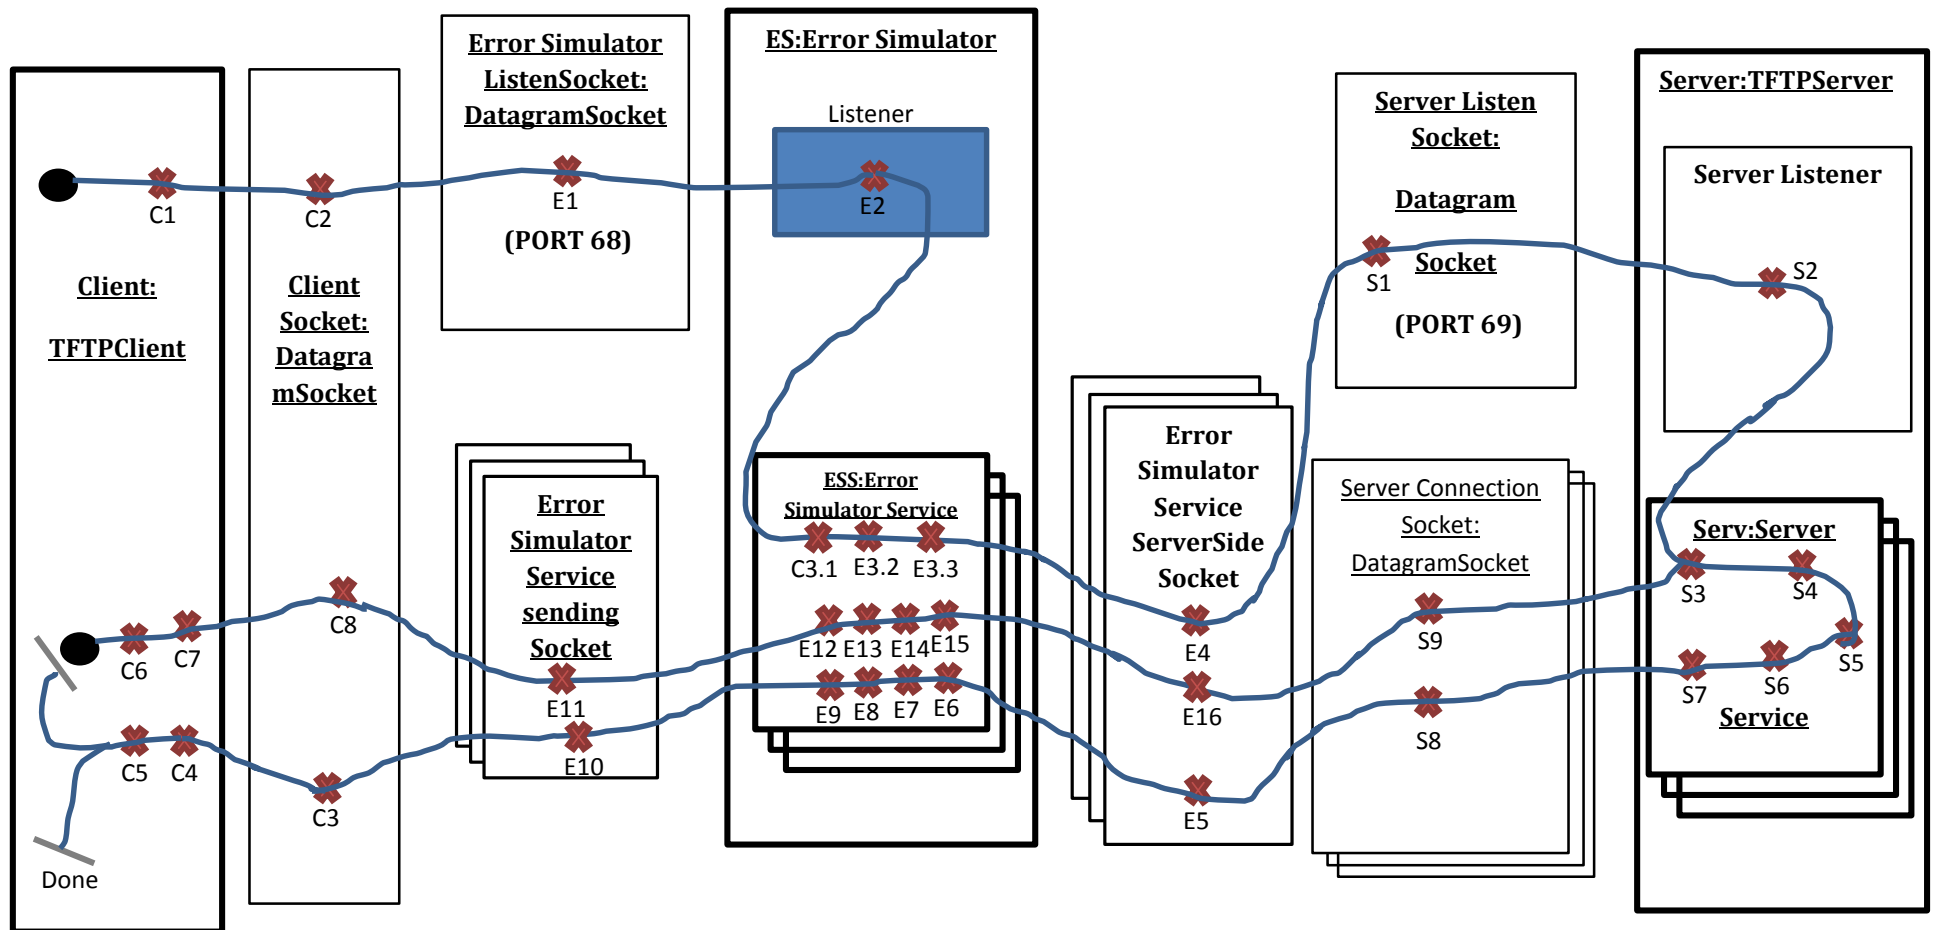 Client:
TFTPClient
C1
C6
C7
C5
C4
Done
Client
Socket:
Datagra
mSocket
C2
C8
C3
Error Simulator
ListenSocket:
DatagramSocket
E1
(PORT 68)
Error
Simulator
Service
sending
Socket
E11
E10
ES:Error Simulator
Listener
E2
ESS:Error
Simulator Service
C3.1
E3.2
E3.3
E12
E13
E14
E15
E9
E8
E7
E6
Error
Simulator
Service
ServerSide
Socket
E4
E16
E5
Server Listen
Socket:
Datagram
Socket
S1
(PORT 69)
Server Connection
Socket:
DatagramSocket
S9
S8
Server:TFTPServer
Server Listener
S2
Serv:Server
S3
S4
S5
S7
S6
Service